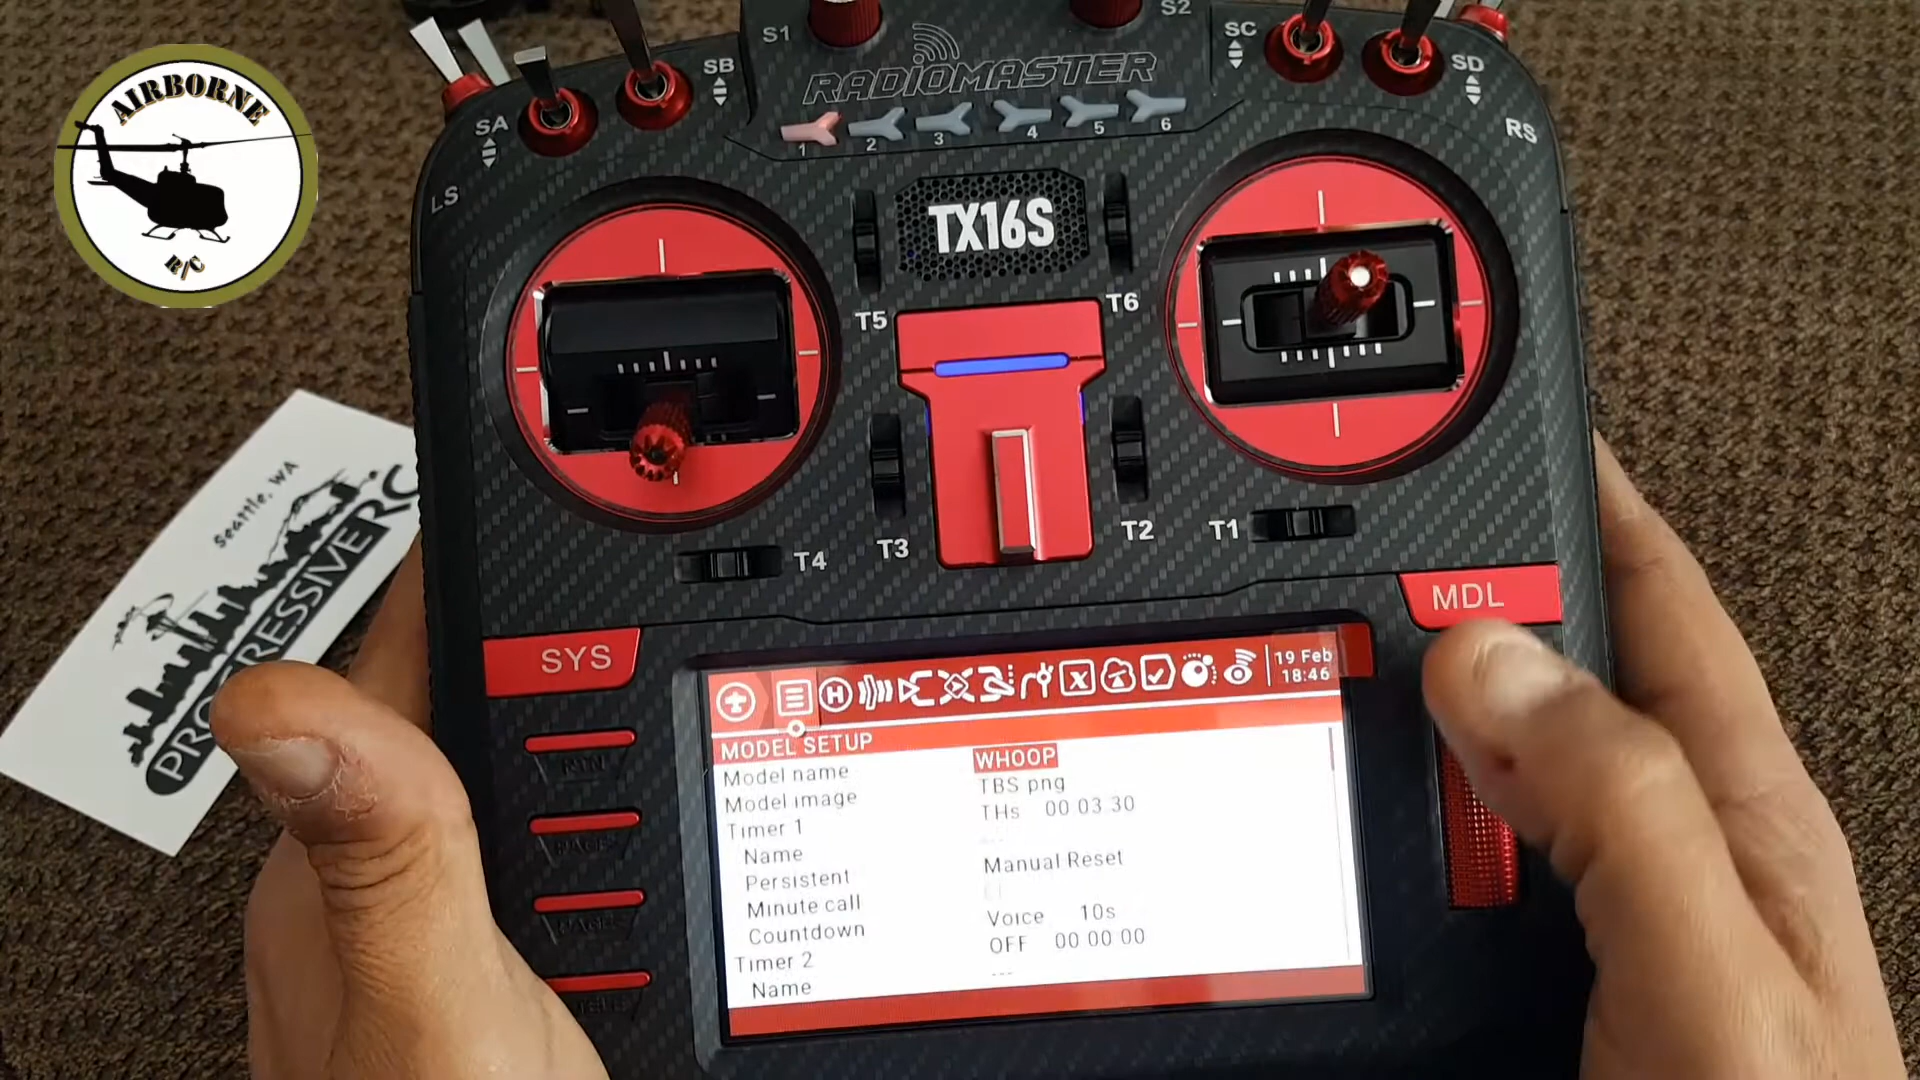 AIRBORNE
R/C
S1
S2
SA
SB
SC
SD
LS
RS
RADIOMASTER
1 2 3 4 5 6
TX16S
T5
T6
T3
T2
T4
T1
SYS
MDL
Seattle, WA
PROGRESSIVERC
RTN
H
X
19 Feb
18:46
MODEL SETUP
Model name WHOOP
Model image TBS png
Timer 1 THs 00 03.30
Name ---
Persistent Manual Reset
Minute call
Countdown Voice 10s
Timer 2 OFF 00 00 00
Name ---